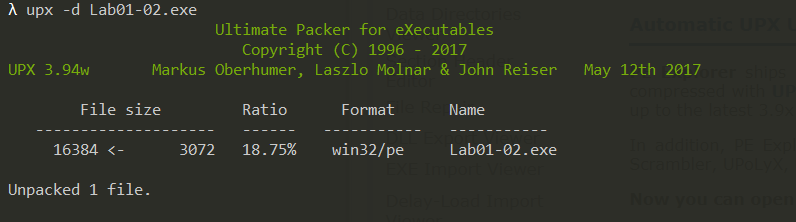 λ upx -d Lab01-02.exe
Ultimate Packer for eXecutables
Copyright (C) 1996 - 2017
UPX 3.94w Markus Oberhumer, Laszlo Molnar & John Reiser May 12th 2017
File size Ratio Format Name
-------------------- ------ ----------- -----------
16384 <- 3072 18.75% win32/pe Lab01-02.exe
Unpacked 1 file.